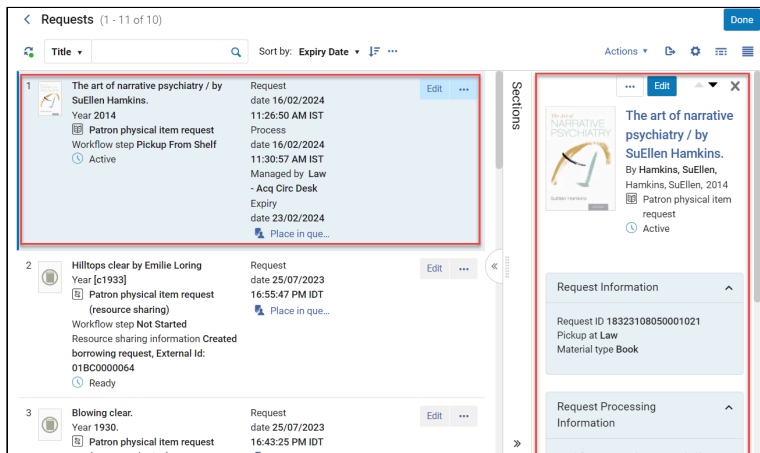 Requests (1 - 11 of 10)
Done
Title
Sort by: Expiry Date
Actions
1
The art of narrative psychiatry / by
SuEllen Hamkins.
Year 2014
Patron physical item request
Workflow step Pickup From Shelf
Active
Request
date 16/02/2024
11:26:50 AM IST
Process
date 16/02/2024
11:30:57 AM IST
Managed by Law
- Acq Circ Desk
Expiry
date 23/02/2024
Place in que...
Edit
2
Hilltops clear by Emilie Loring
Year [c1933]
Patron physical item request
(resource sharing)
Workflow step Not Started
Resource sharing information Created
borrowing request, External Id:
01BC0000064
Ready
Request
date 25/07/2023
16:55:47 PM IDT
Place in que...
Edit
3
Blowing clear.
Year 1930.
Patron physical item request
Request
date 25/07/2023
16:43:25 PM IDT
Edit
Sections
Edit
The art of
NARRATIVE
PSYCHIATRY
SuEllen Hamkins
The art of narrative
psychiatry / by
SuEllen Hamkins.
By Hamkins, SuEllen,
Hamkins, SuEllen, 2014
Patron physical item
request
Active
Request Information
Request ID 18323108050001021
Pickup at Law
Material type Book
Request Processing
Information